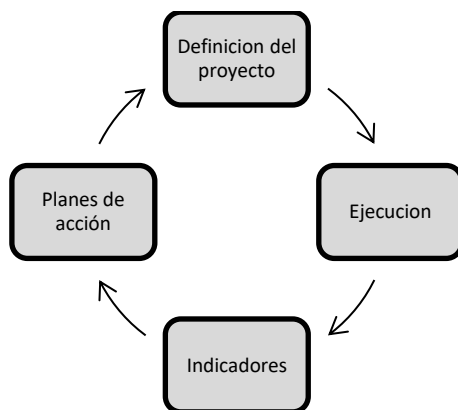 Definicion del
proyecto
Ejecucion
Indicadores
Planes de
acción